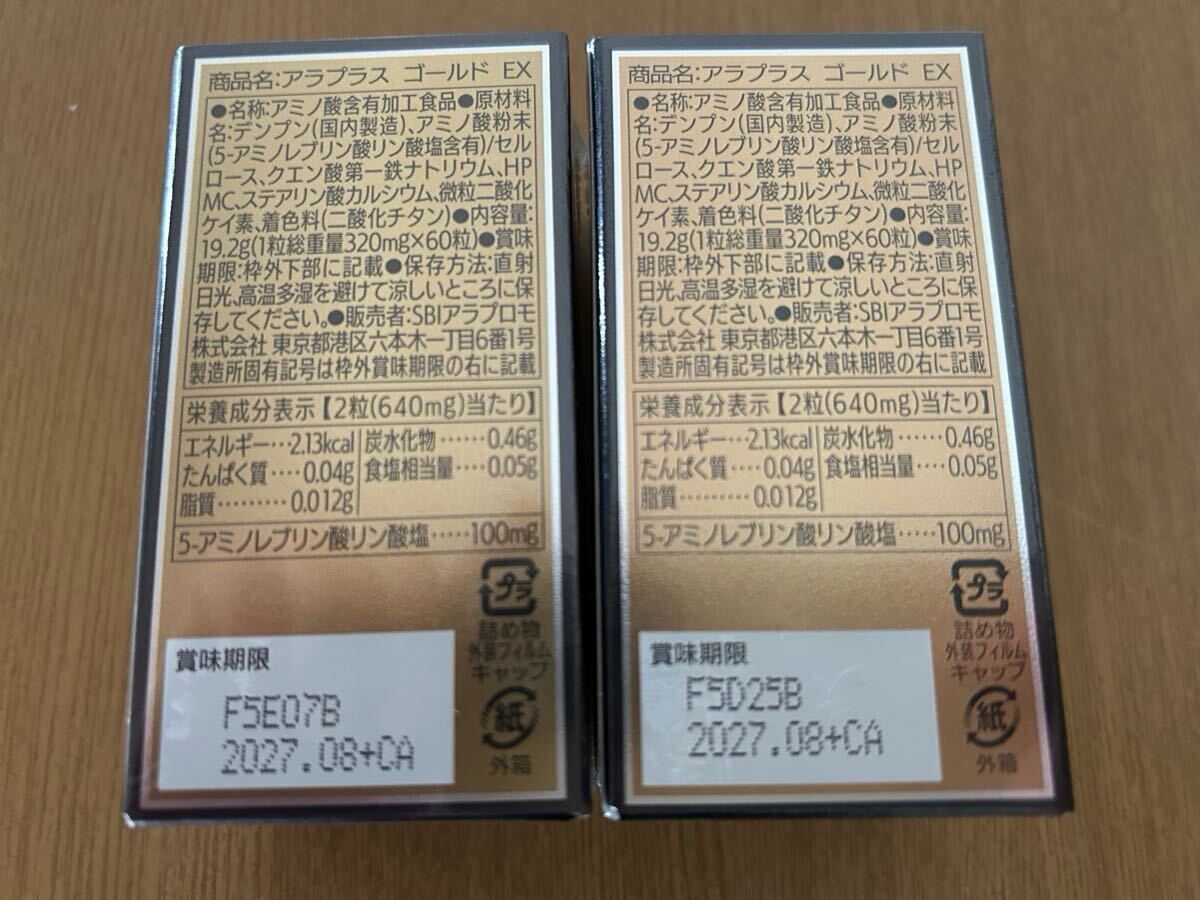 商品名:アラプラス ゴールド EX
●名称:アミノ酸含有加工食品●原材料
名:デンプン(国内製造)、アミノ酸粉末
(5-アミノレブリン酸リン酸塩含有)/セル
ロース、クエン酸第一鉄ナトリウム、HP
MC、ステアリン酸カルシウム、微粒二酸化
ケイ素、着色料(二酸化チタン)●内容量:
19.2g(1粒総重量320mg×60粒)●賞味
期限:枠外下部に記載●保存方法:直射
日光、高温多湿を避けて涼しいところに保
存してください。●販売者:SBIアラプロモ
株式会社 東京都港区六本木一丁目6番1号
製造所固有記号は枠外賞味期限の右に記載
栄養成分表示【2粒(640mg)当たり】
エネルギー…2.13kcal 炭水化物……0.46g
たんぱく質…0.04g 食塩相当量…0.05g
脂質………0.012g
5-アミノレブリン酸リン酸塩……100mg
プラ
詰め物
外装フィルム
キャップ
賞味期限
F5E07B
2027.08+CA
紙
外箱
商品名:アラプラス ゴールド EX
●名称:アミノ酸含有加工食品●原材料
名:デンプン(国内製造)、アミノ酸粉末
(5-アミノレブリン酸リン酸塩含有)/セル
ロース、クエン酸第一鉄ナトリウム、HP
MC、ステアリン酸カルシウム、微粒二酸化
ケイ素、着色料(二酸化チタン)●内容量:
19.2g(1粒総重量320mg×60粒)●賞味
期限:枠外下部に記載●保存方法:直射
日光、高温多湿を避けて涼しいところに保
存してください。●販売者:SBIアラプロモ
株式会社 東京都港区六本木一丁目6番1号
製造所固有記号は枠外賞味期限の右に記載
栄養成分表示【2粒(640mg)当たり】
エネルギー…2.13kcal 炭水化物……0.46g
たんぱく質…0.04g 食塩相当量…0.05g
脂質………0.012g
5-アミノレブリン酸リン酸塩……100mg
プラ
詰め物
外装フィルム
キャップ
賞味期限
F5D25B
2027.08+CA
紙
外箱